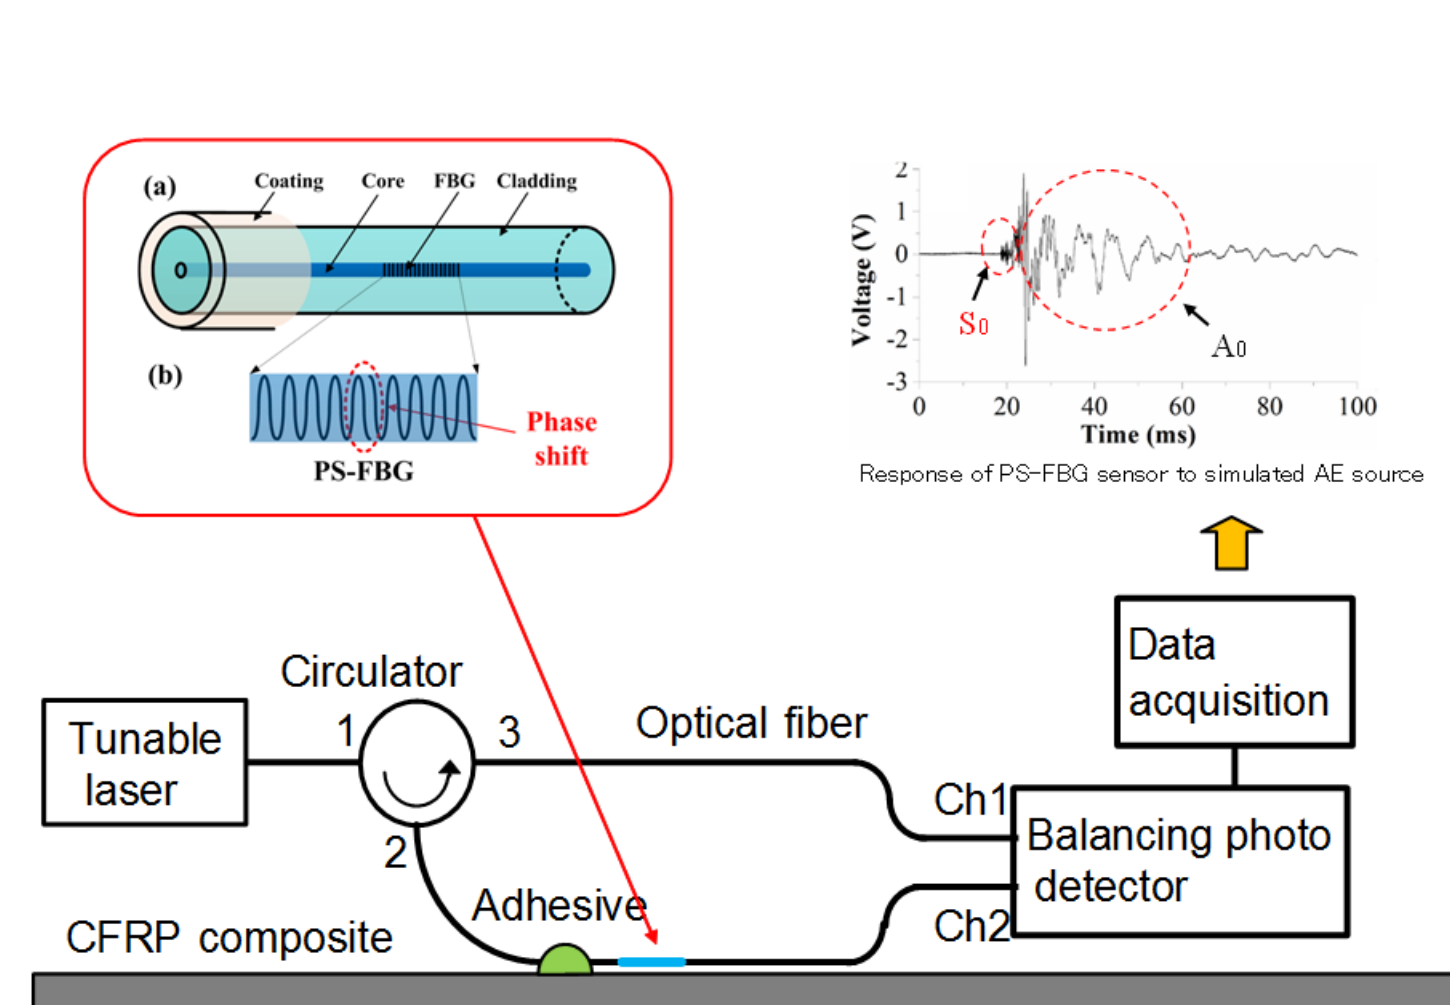 (a)
Coating Core FBG Cladding
(b)
Phase
shift
PS-FBG
2
1
0
-1
-2
-3
Voltage (V)
S0
A0
0 20 40 60 80 100
Time (ms)
Response of PS-FBG sensor to simulated AE source
Data
acquisition
Circulator
Tunable
laser
1
3
2
Optical fiber
Ch1
Balancing photo
detector
Ch2
Adhesive
CFRP composite